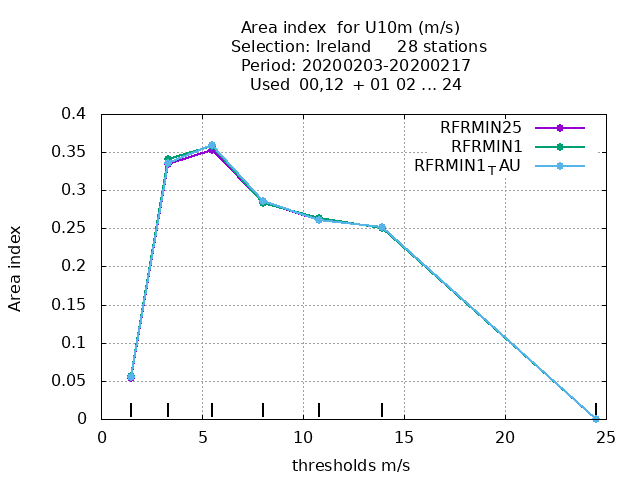 Area index  for U10m (m/s)
Selection: Ireland     28 stations
Period: 20200203-20200217
Used  00,12  + 01 02 ... 24
RFRMIN25
RFRMIN1
RFRMIN1TAU
0.4
0.35
0.3
0.25
0.2
0.15
0.1
0.05
0
Area index
0 5 10 15 20 25
thresholds m/s